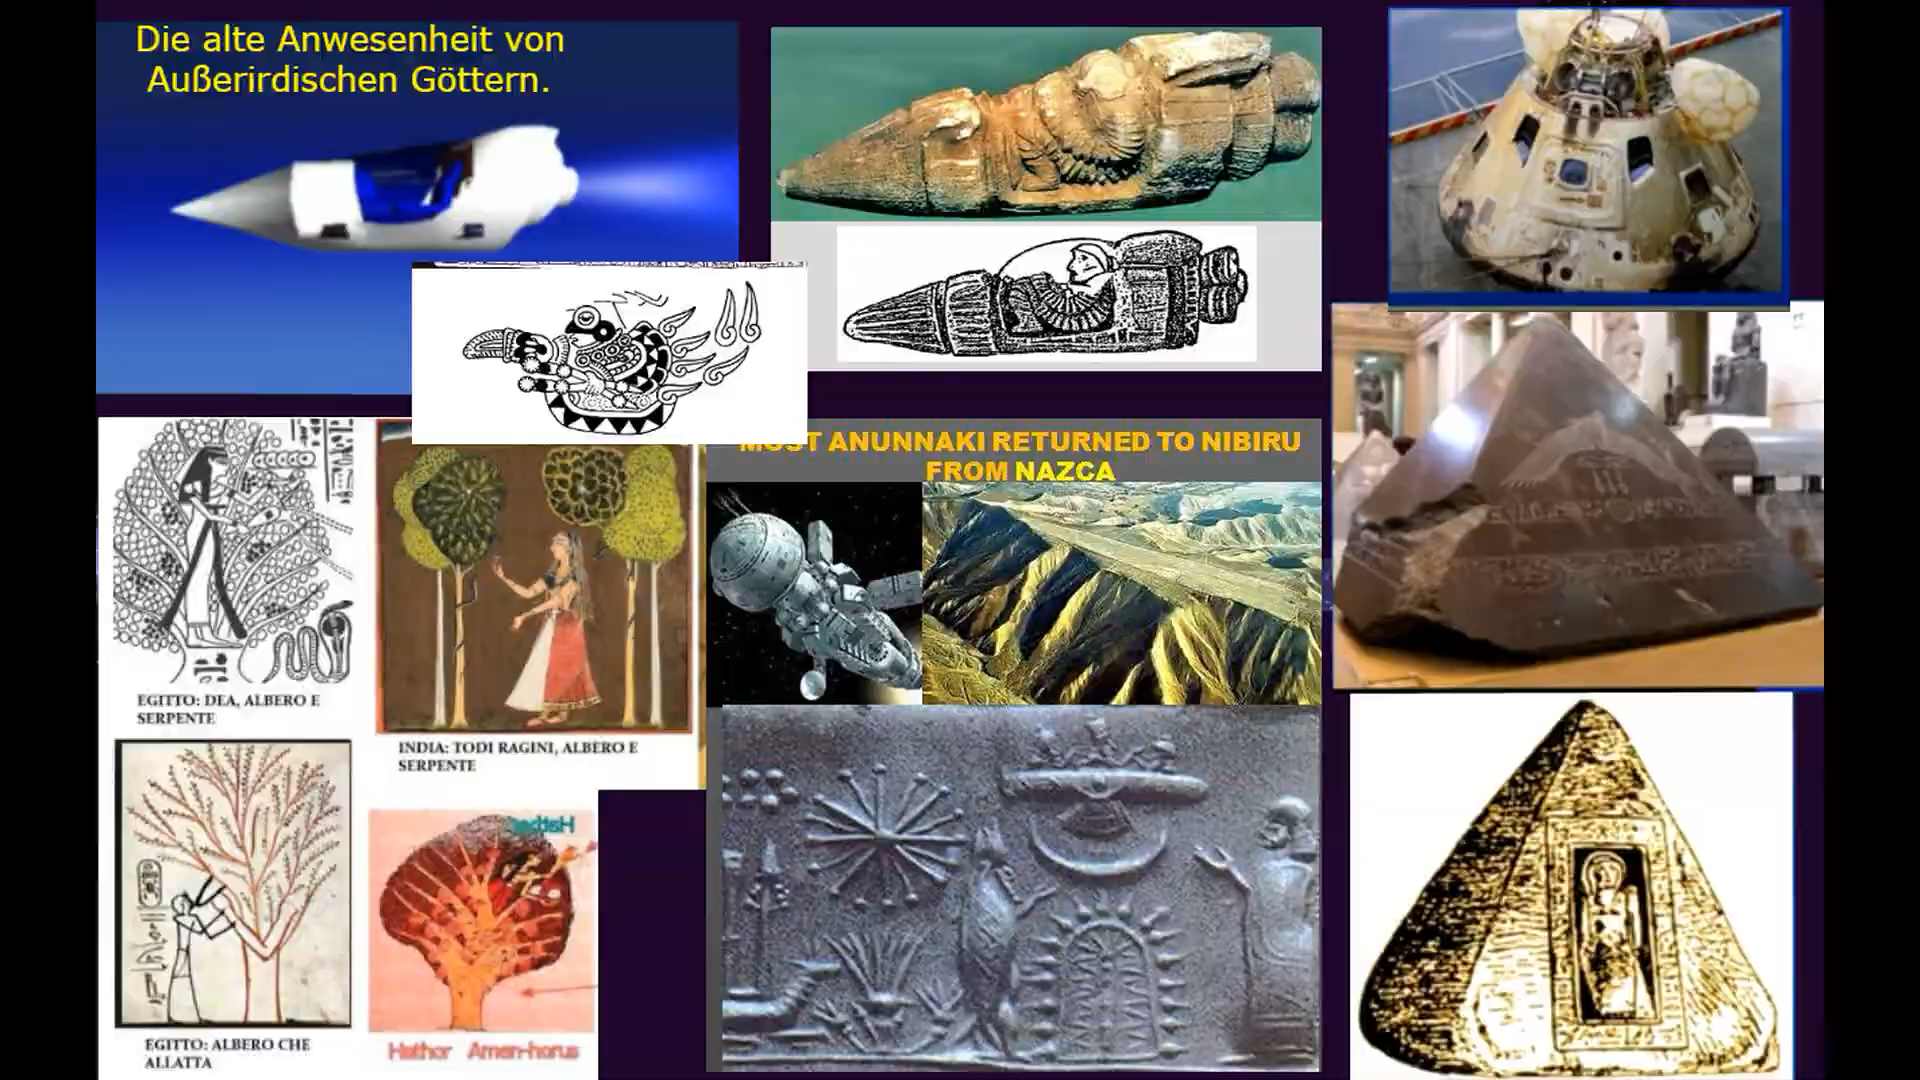 Die alte Anwesenheit von
Außerirdischen Göttern.
MOST ANUNNAKI RETURNED TO NIBIRU
FROM NAZCA
EGITTO: DEA, ALBERO E
SERPENTE
INDIA: TODI RAGINI, ALBERO E
SERPENTE
EGITTO: ALBERO CHE
ALLATTA
Hathor Amen-horus